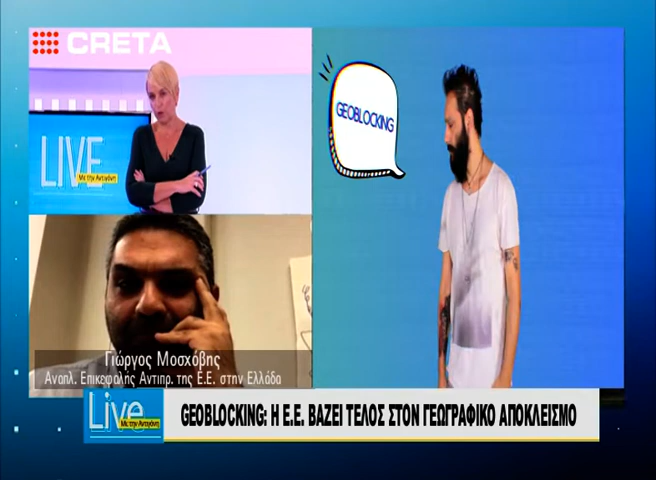 CRETA
LIVE
Με την Αντιγόνη
GEOBLOCKING
Γιώργος Μοσχόβης
Αναπλ. Επικεφαλής Αντιπρ. της Ε.Ε. στην Ελλάδα
Live
Με την Αντιγόνη
GEOBLOCKING: Η Ε.Ε. ΒΑΖΕΙ ΤΕΛΟΣ ΣΤΟΝ ΓΕΩΓΡΑΦΙΚΟ ΑΠΟΚΛΕΙΣΜΟ